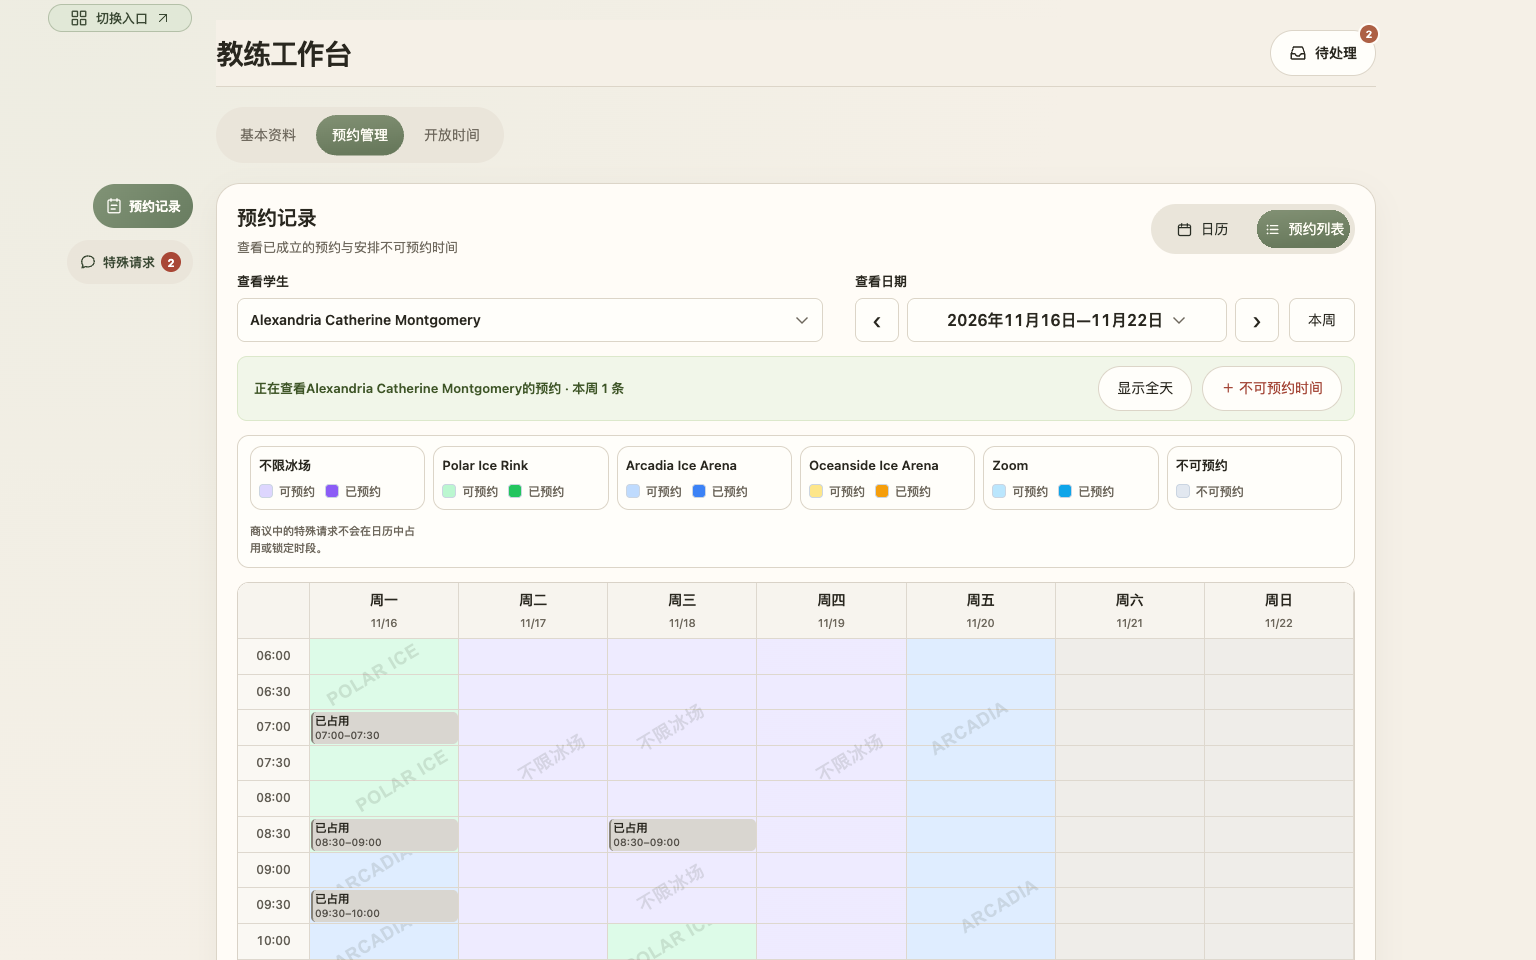 切换入口
教练工作台
待处理
2
基本资料
预约管理
开放时间
预约记录
特殊请求
2
预约记录
查看已成立的预约与安排不可预约时间
日历
预约列表
查看学生
查看日期
Alexandria Catherine Montgomery
‹
2026年11月16日—11月22日
›
本周
正在查看Alexandria Catherine Montgomery的预约 · 本周 1 条
显示全天
+ 不可预约时间
不限冰场
可预约
已预约
Polar Ice Rink
可预约
已预约
Arcadia Ice Arena
可预约
已预约
Oceanside Ice Arena
可预约
已预约
Zoom
可预约
已预约
不可预约
不可预约
商议中的特殊请求不会在日历中占
用或锁定时段。
周一
11/16
周二
11/17
周三
11/18
周四
11/19
周五
11/20
周六
11/21
周日
11/22
06:00
POLAR ICE
06:30
07:00
已占用
07:00–07:30
不限冰场
ARCADIA
07:30
POLAR ICE
不限冰场
不限冰场
08:00
08:30
已占用
08:30–09:00
已占用
08:30–09:00
09:00
ARCADIA
不限冰场
09:30
已占用
09:30–10:00
ARCADIA
10:00
ARCADIA
POLAR ICE